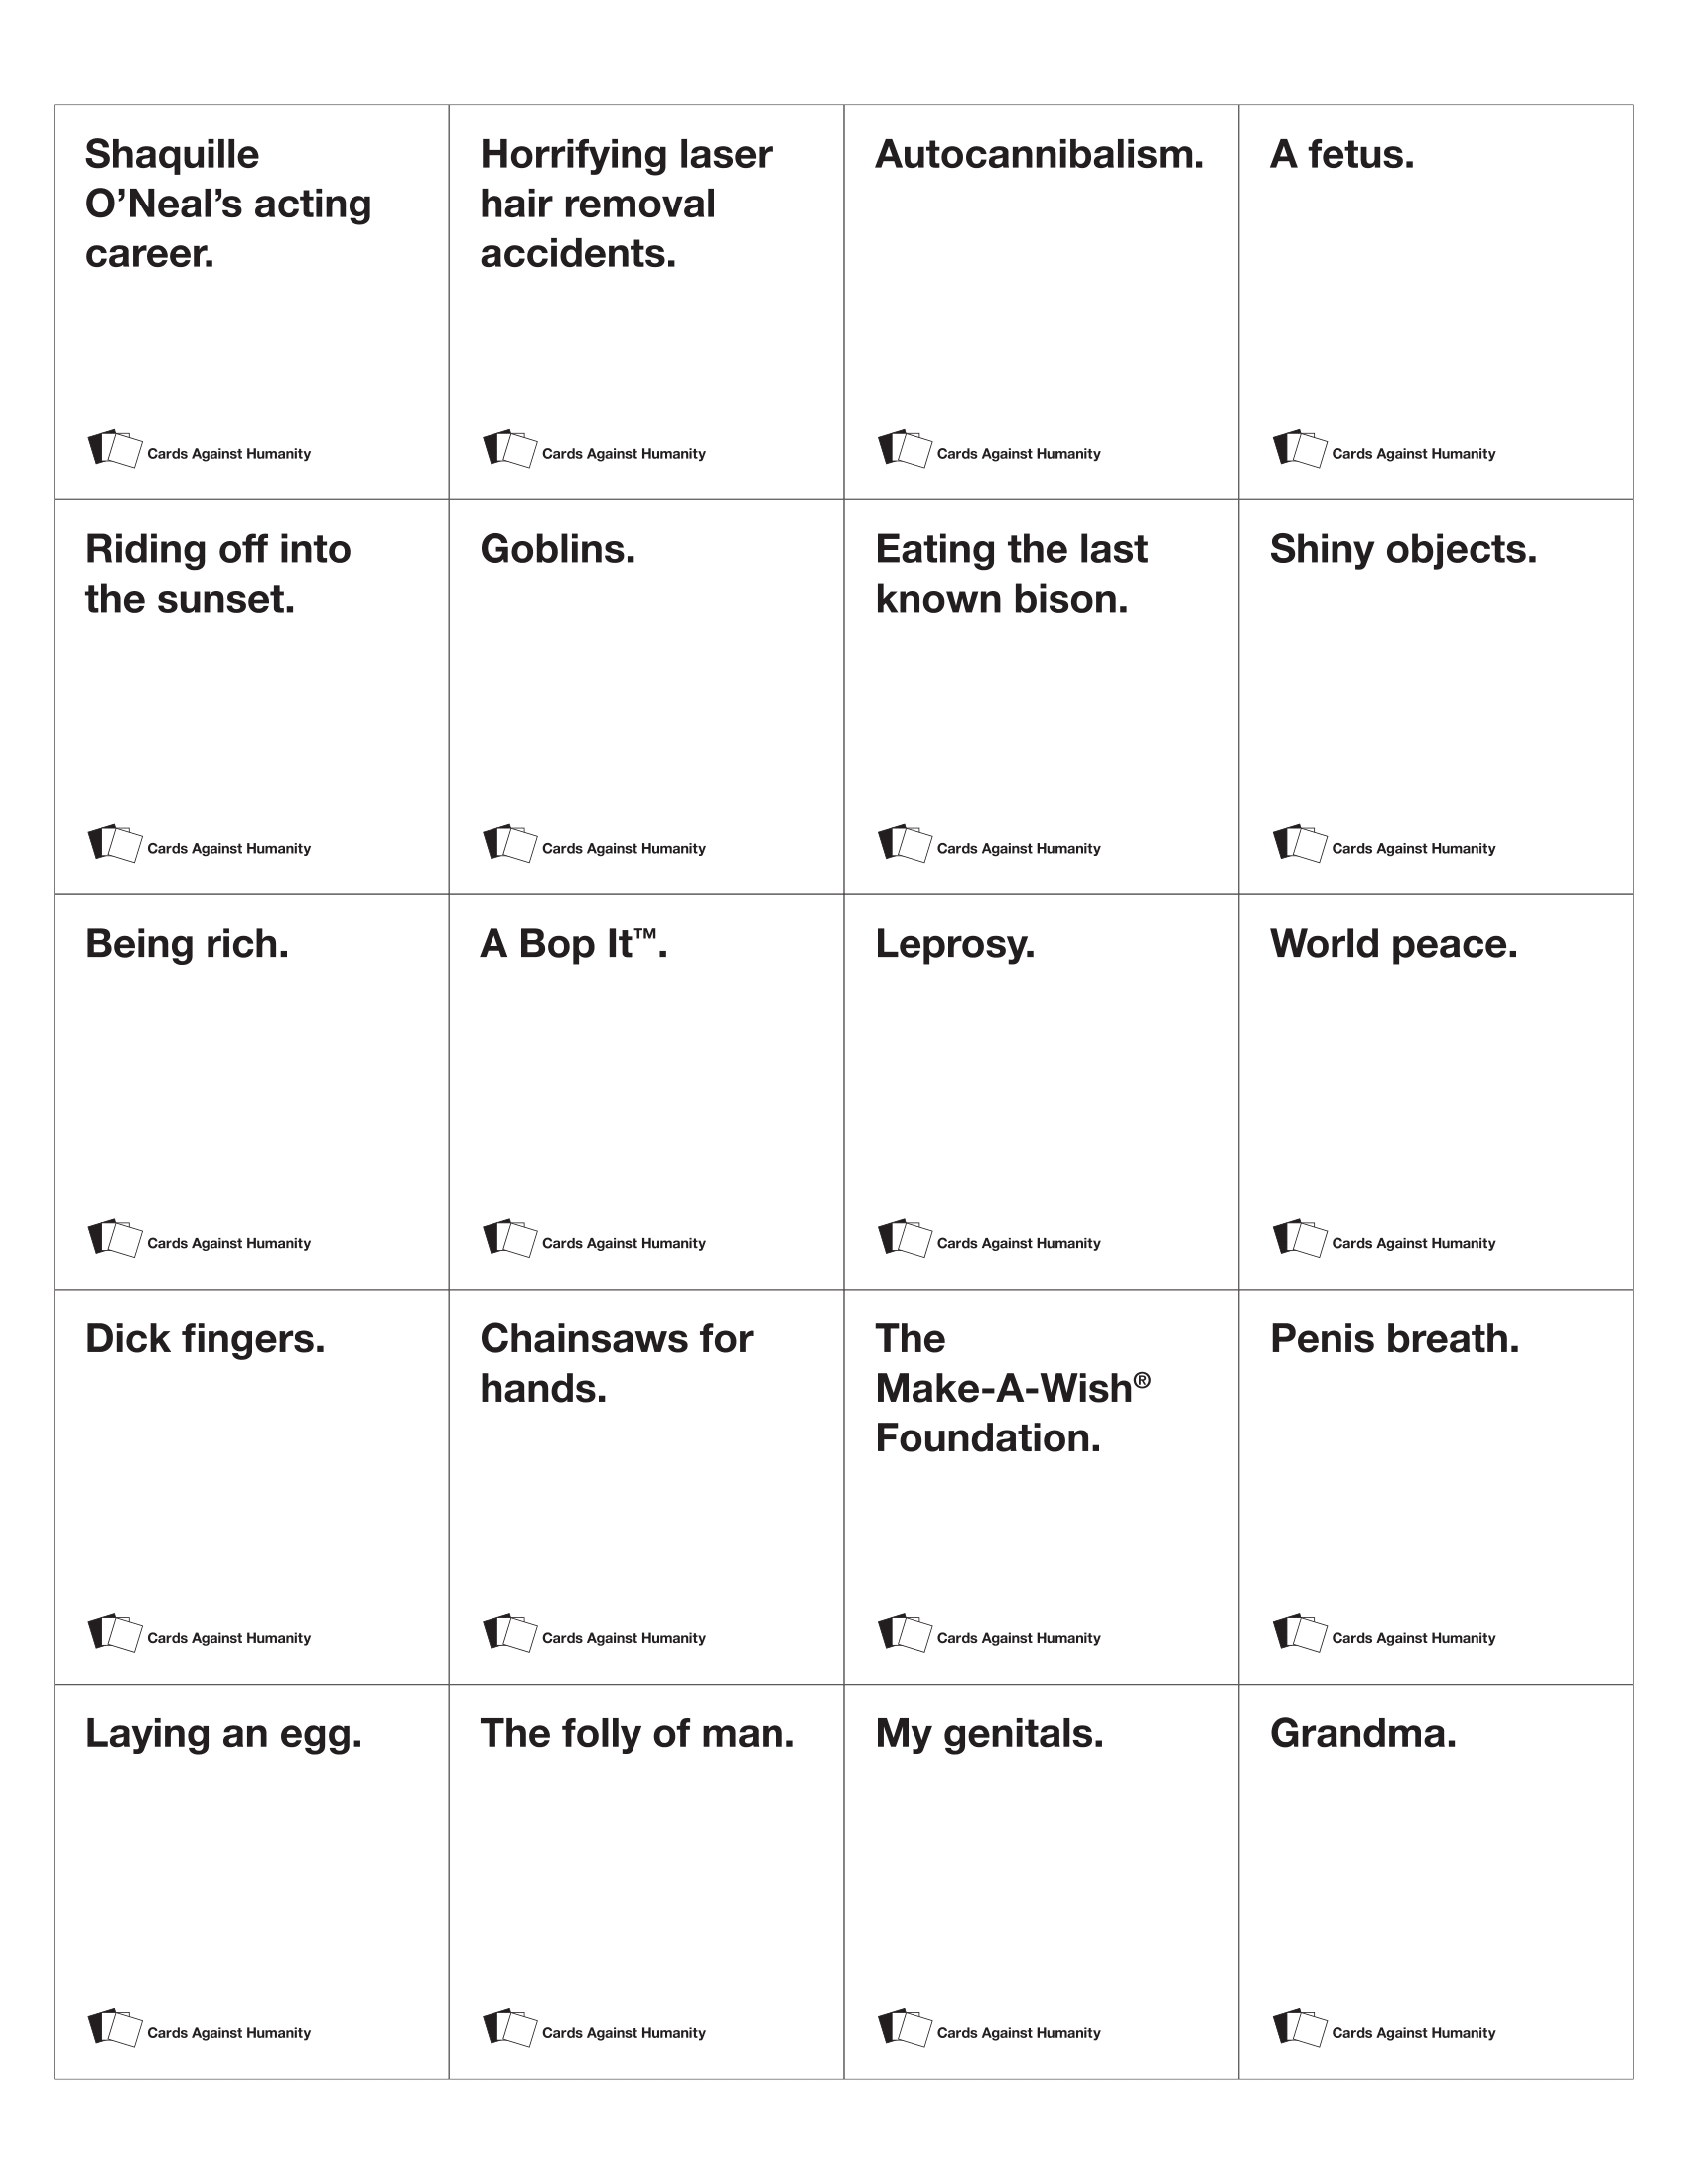 Shaquille
O’Neal’s acting
career.
Cards Against Humanity
Horrifying laser
hair removal
accidents.
Cards Against Humanity
Autocannibalism.
Cards Against Humanity
A fetus.
Cards Against Humanity
Riding off into
the sunset.
Cards Against Humanity
Goblins.
Cards Against Humanity
Eating the last
known bison.
Cards Against Humanity
Shiny objects.
Cards Against Humanity
Being rich.
Cards Against Humanity
A Bop It™.
Cards Against Humanity
Leprosy.
Cards Against Humanity
World peace.
Cards Against Humanity
Dick fingers.
Cards Against Humanity
Chainsaws for
hands.
Cards Against Humanity
The
Make-A-Wish®
Foundation.
Cards Against Humanity
Penis breath.
Cards Against Humanity
Laying an egg.
Cards Against Humanity
The folly of man.
Cards Against Humanity
My genitals.
Cards Against Humanity
Grandma.
Cards Against Humanity